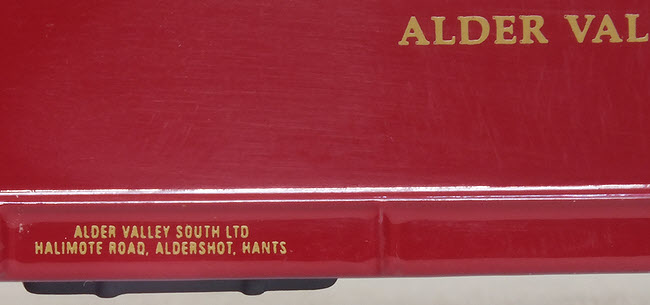 ALDER VAL
ALDER VALLEY SOUTH LTD
HALIMOTE ROAD, ALDERSHOT, HANTS